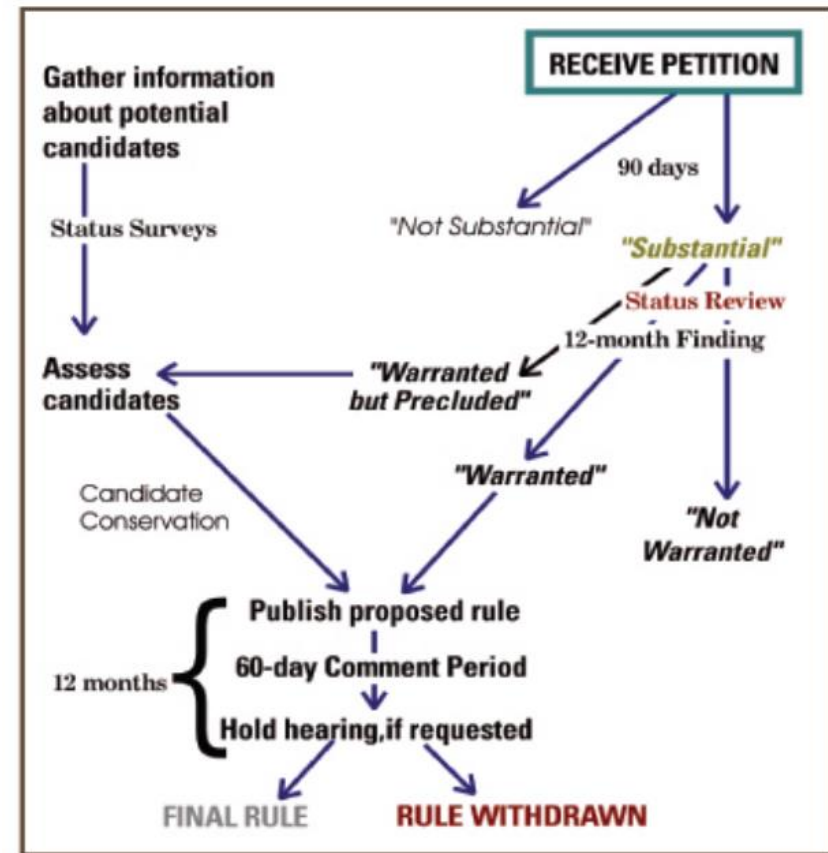 Gather information
about potential
candidates
RECEIVE PETITION
90 days
Status Surveys
"Not Substantial"
"Substantial"
Status Review
12-month Finding
Assess
candidates
"Warranted
but Precluded"
"Warranted"
Candidate
Conservation
"Not
Warranted"
Publish proposed rule
60-day Comment Period
12 months
Hold hearing,if requested
FINAL RULE
RULE WITHDRAWN